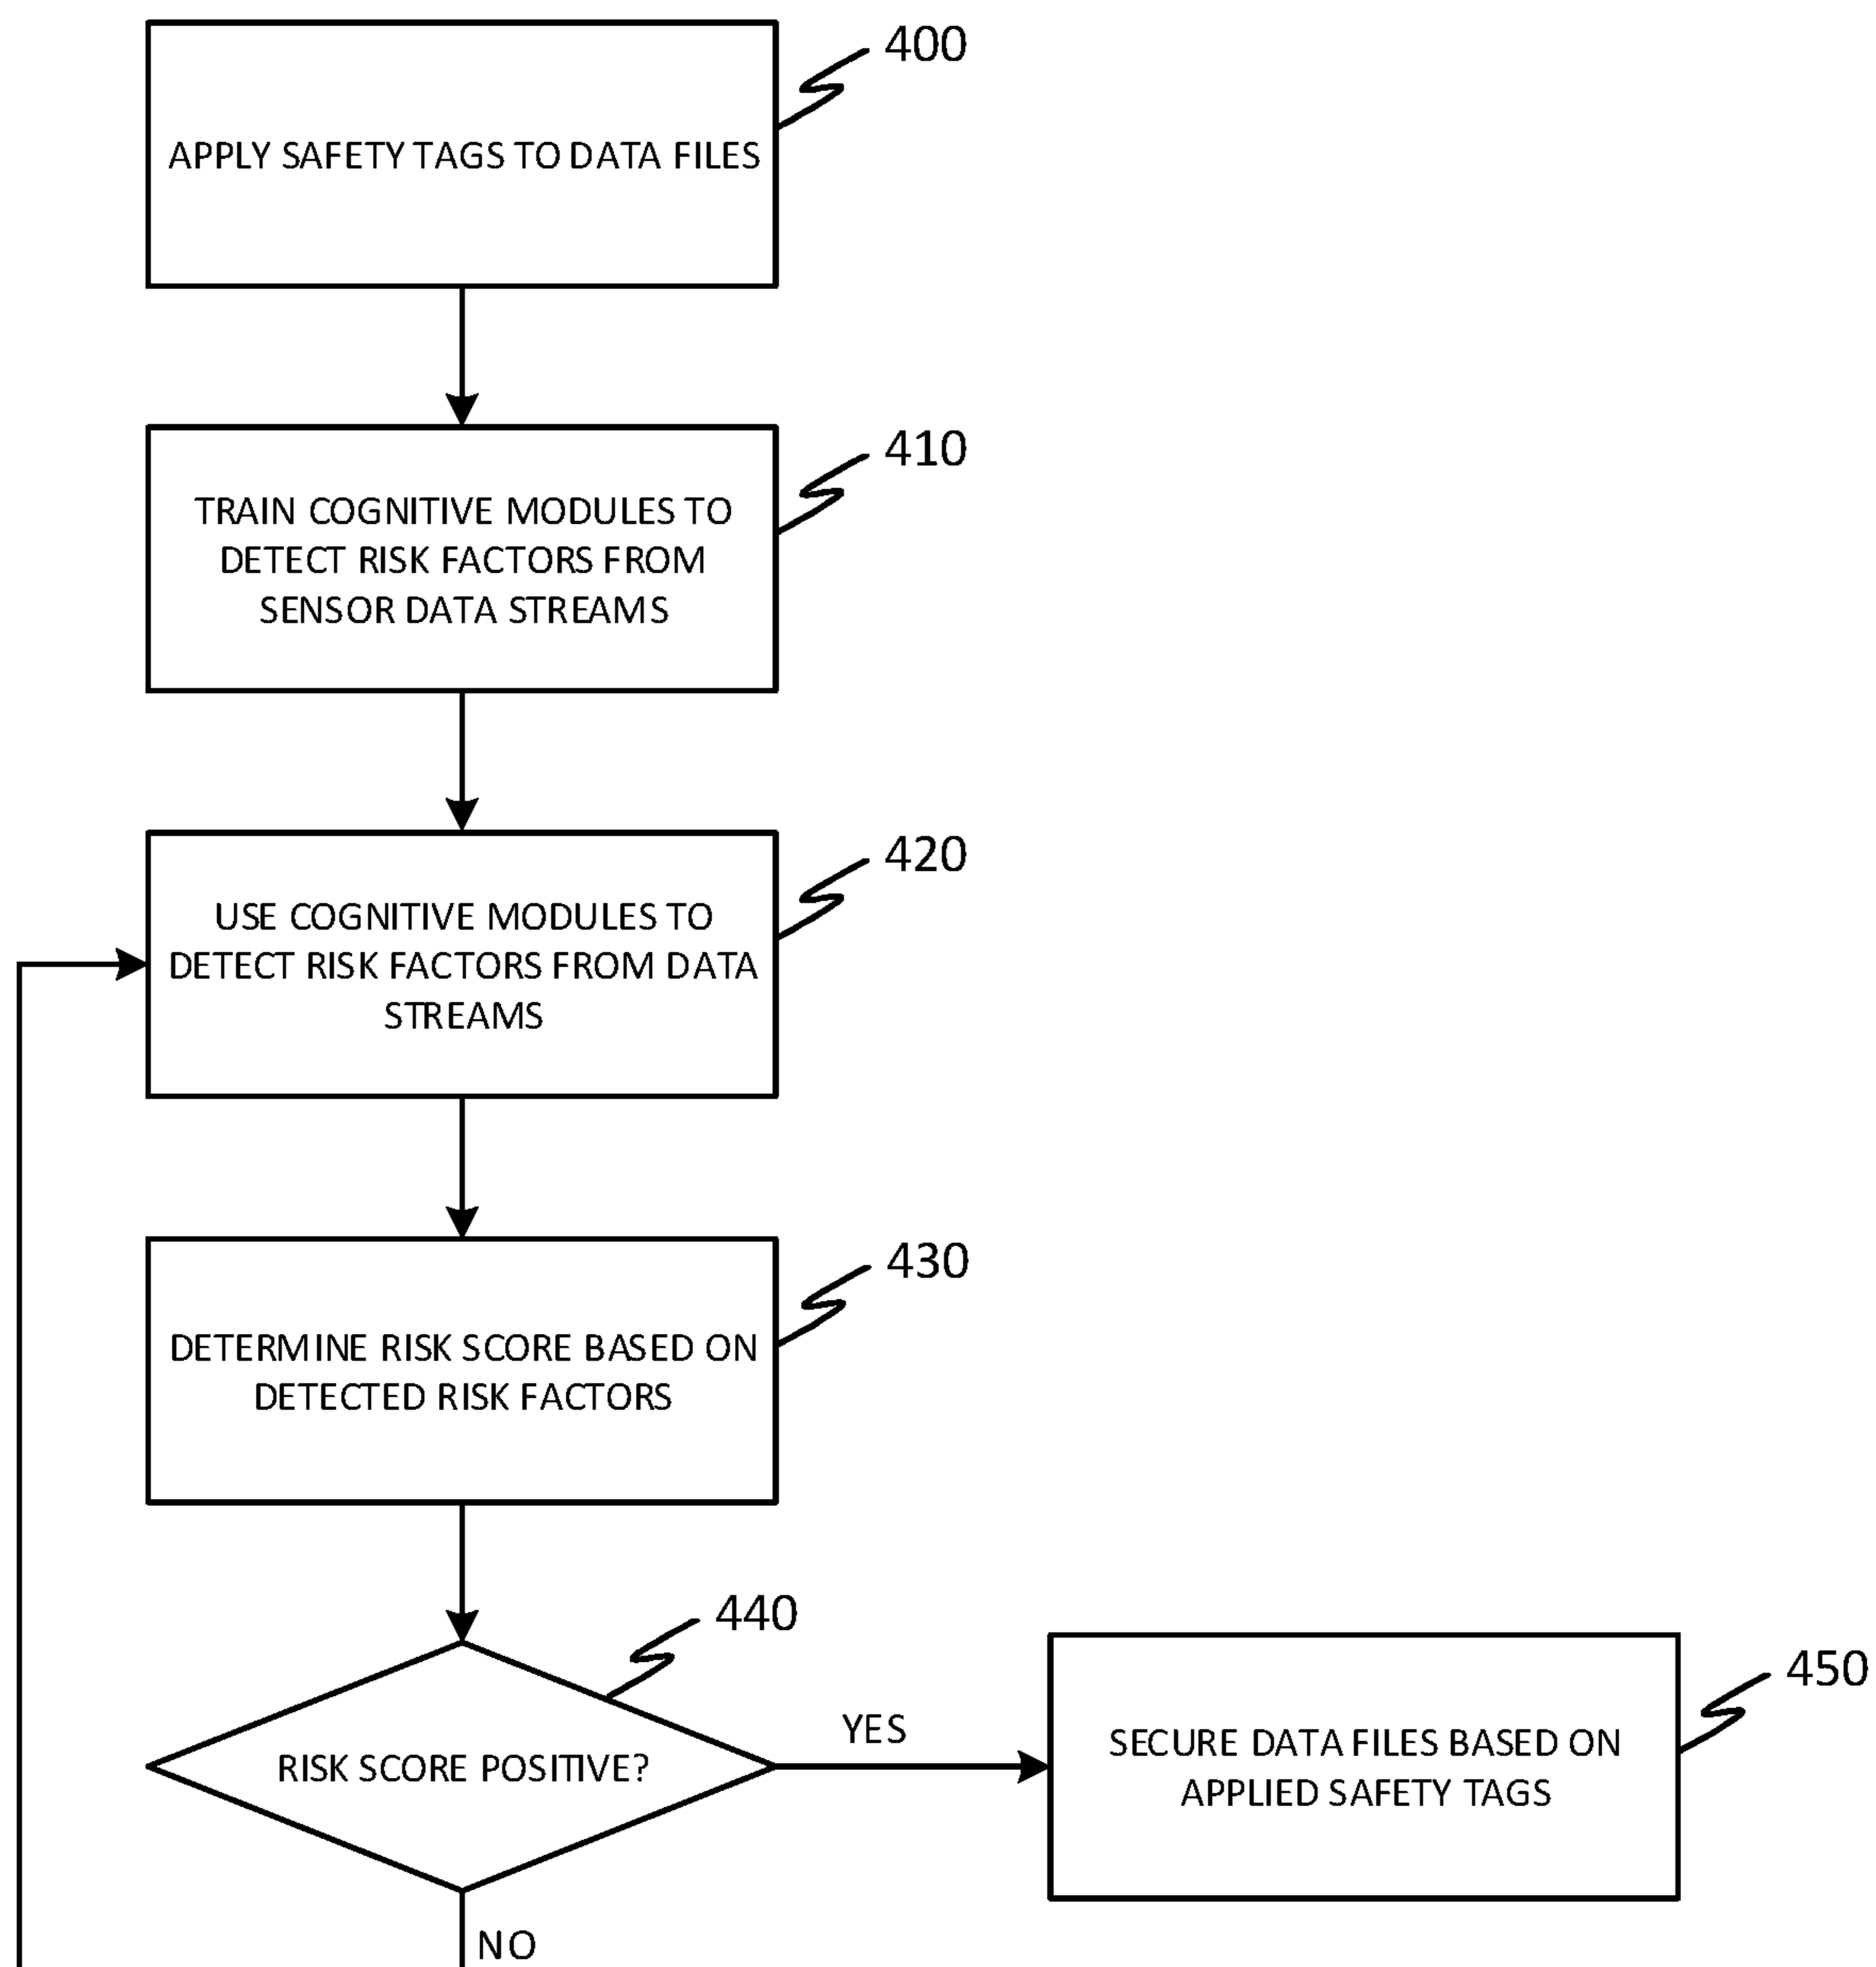 400
APPLY SAFETY TAGS TO DATA FILES
410
TRAIN COGNITIVE MODULES TO
DETECT RISK FACTORS FROM
SENSOR DATA STREAMS
420
USE COGNITIVE MODULES TO
DETECT RISK FACTORS FROM DATA
STREAMS
430
DETERMINE RISK SCORE BASED ON
DETECTED RISK FACTORS
440
RISK SCORE POSITIVE?
YES
450
SECURE DATA FILES BASED ON
APPLIED SAFETY TAGS
NO